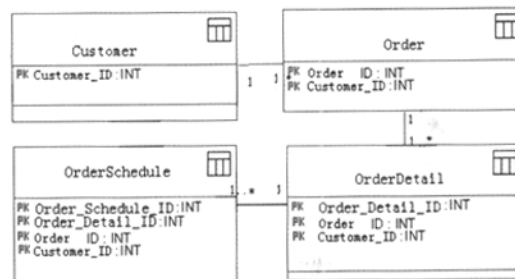 Customer
PK Customer_ID:INT
Order
PK Order ID:INT
PK Customer_ID:INT
1
1..*
1
1..*
OrderSchedule
PK Order_Schedule_ID:INT
PK Order_Detail_ID:INT
PK Order ID:INT
PK Customer_ID:INT
1..*
1
OrderDetail
PK Order_Detail_ID:INT
PK Order ID:INT
PK Customer_ID:INT